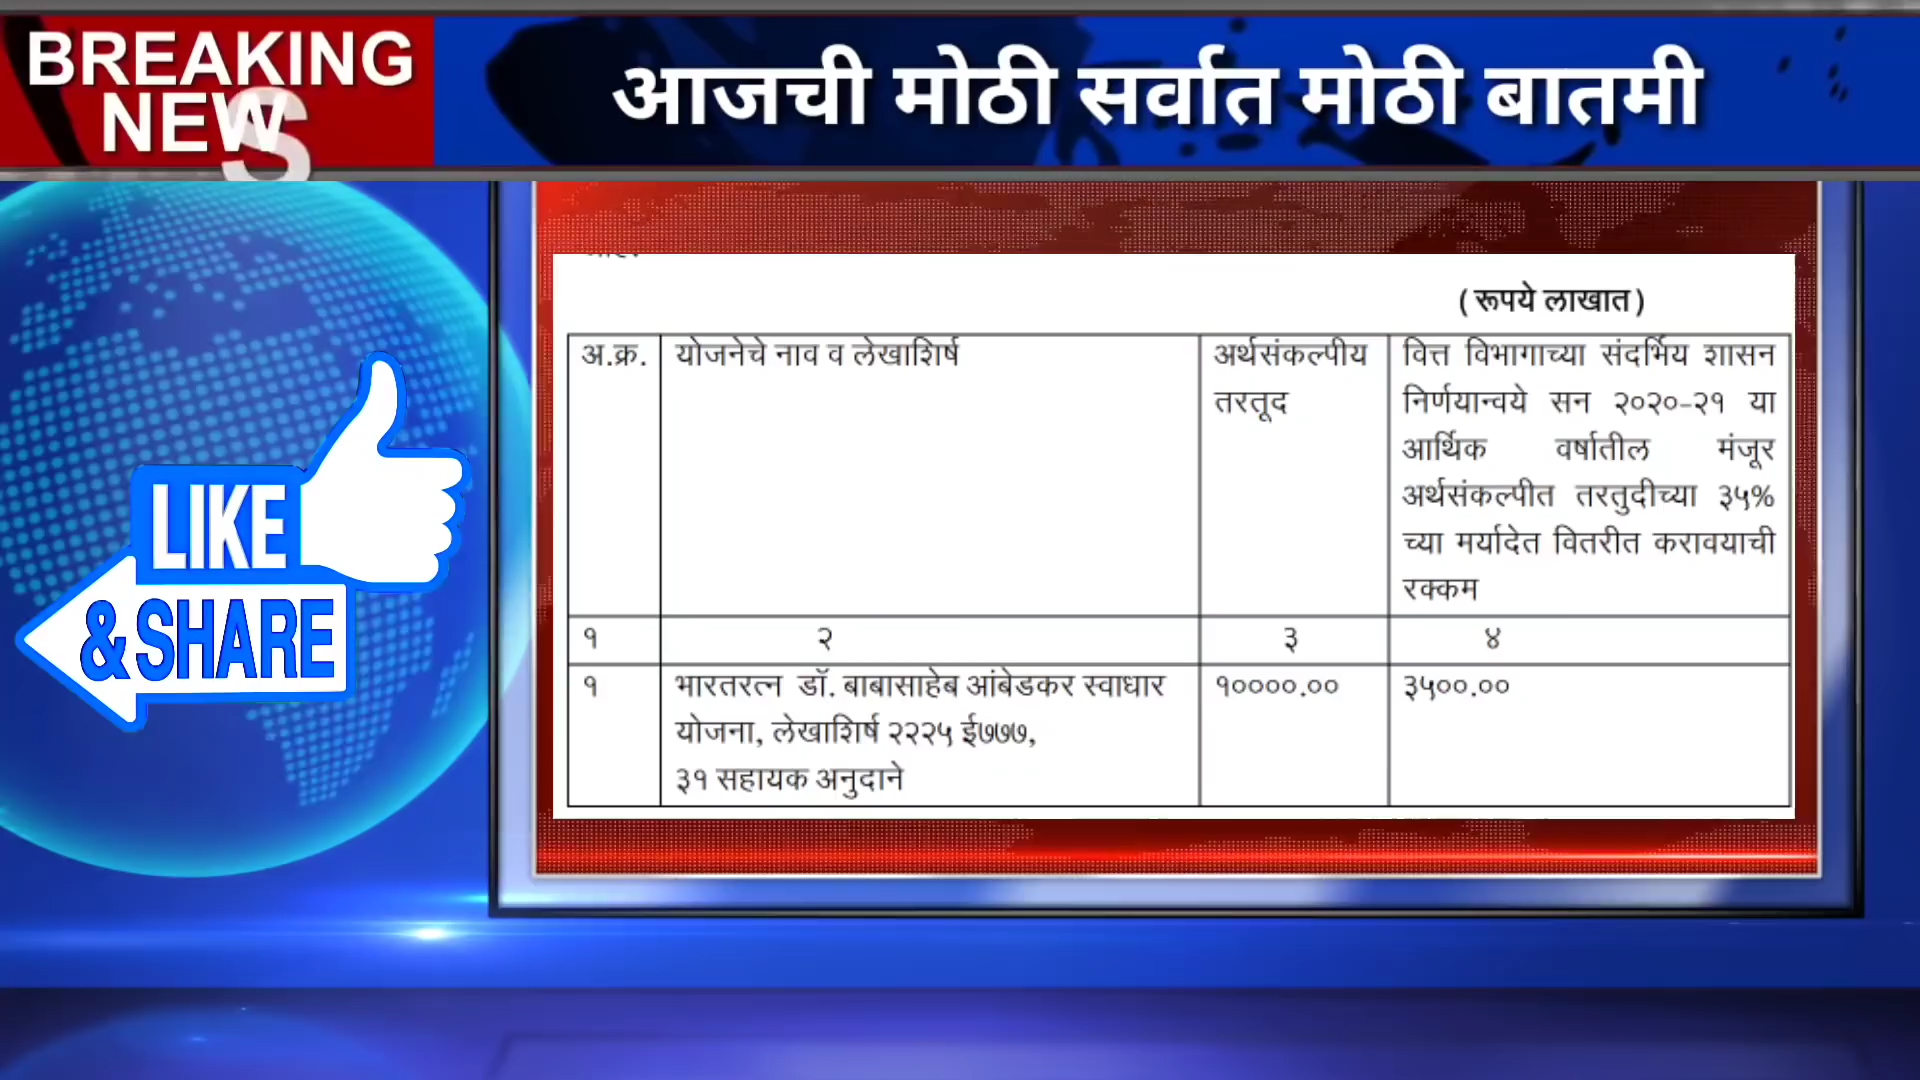 BREAKING
NEWS
आजची मोठी सर्वात मोठी बातमी
LIKE
& SHARE
(रूपये लाखात)
अ.क्र.
योजनेचे नाव व लेखाशिर्ष
अर्थसंकल्पीय
तरतूद
वित्त विभागाच्या संदर्भिय शासन
निर्णयान्वये सन २०२०-२१ या
आर्थिक वर्षातील मंजूर
अर्थसंकल्पीत तरतुदीच्या ३५%
च्या मर्यादेत वितरीत करावयाची
रक्कम
१ २ ३ ४
१
भारतरत्न डॉ. बाबासाहेब आंबेडकर स्वाधार
योजना, लेखाशिर्ष २२२५ ई७७७,
३१ सहायक अनुदाने
१००००.००
३५००.००